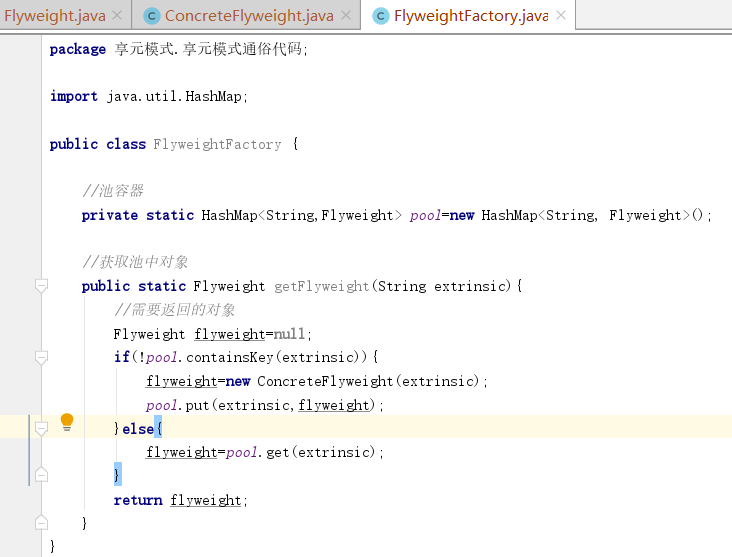 Flyweight.java ConcreteFlyweight.java FlyweightFactory.java
package 享元模式.享元模式通俗代码;
import java.util.HashMap;
public class FlyweightFactory {
//池容器
private static HashMap<String,Flyweight> pool=new HashMap<String, Flyweight>();
//获取池中对象
public static Flyweight getFlyweight(String extrinsic){
//需要返回的对象
Flyweight flyweight=null;
if(!pool.containsKey(extrinsic)){
flyweight=new ConcreteFlyweight(extrinsic);
pool.put(extrinsic,flyweight);
}else{
flyweight=pool.get(extrinsic);
}
return flyweight;
}
}